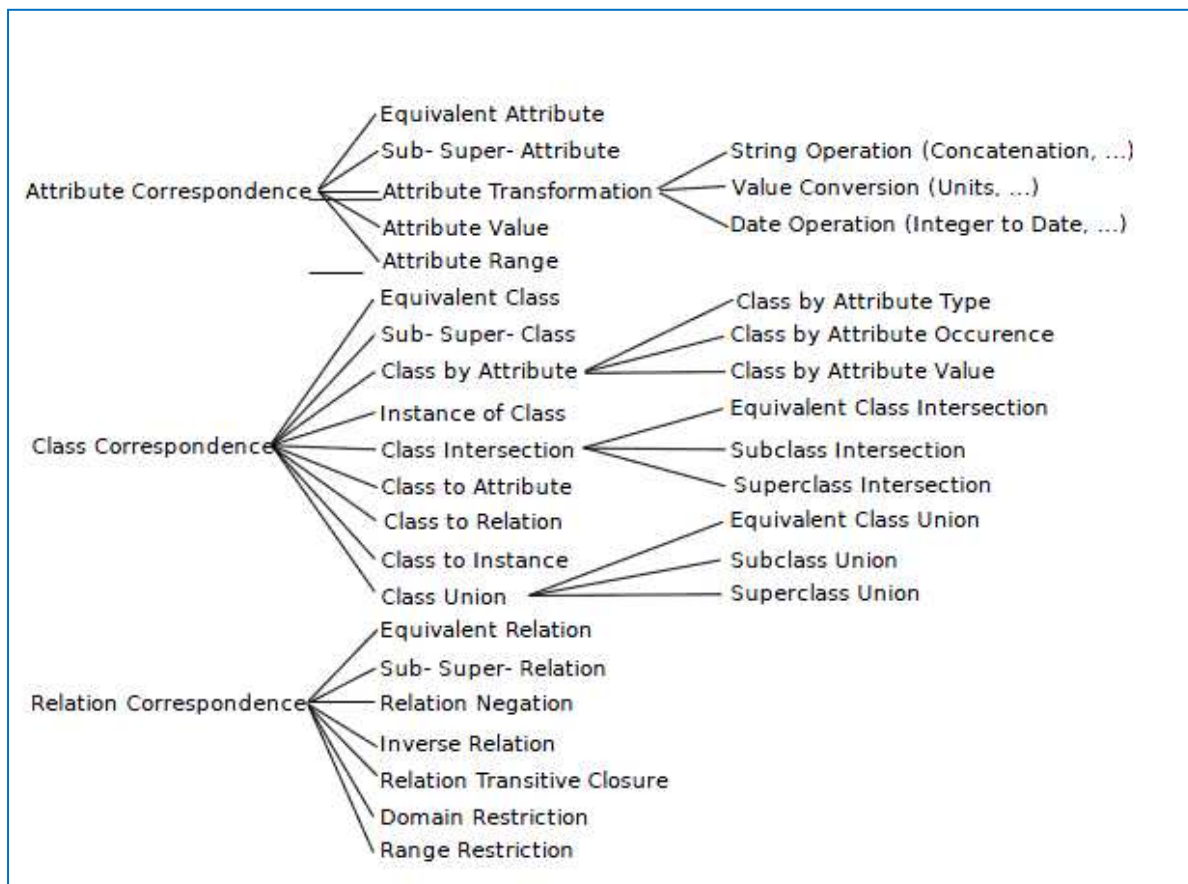 Equivalent Attribute
Sub- Super- Attribute
String Operation (Concatenation, ...)
Attribute Correspondence
Attribute Transformation
Value Conversion (Units, ...)
Attribute Value
Date Operation (Integer to Date, ...)
Attribute Range
Equivalent Class
Class by Attribute Type
Sub- Super- Class
Class by Attribute Occurence
Class by Attribute
Class by Attribute Value
Instance of Class
Equivalent Class Intersection
Class Correspondence
Class Intersection
Subclass Intersection
Class to Attribute
Superclass Intersection
Class to Relation
Equivalent Class Union
Class to Instance
Subclass Union
Class Union
Superclass Union
Equivalent Relation
Sub- Super- Relation
Relation Correspondence
Relation Negation
Inverse Relation
Relation Transitive Closure
Domain Restriction
Range Restriction